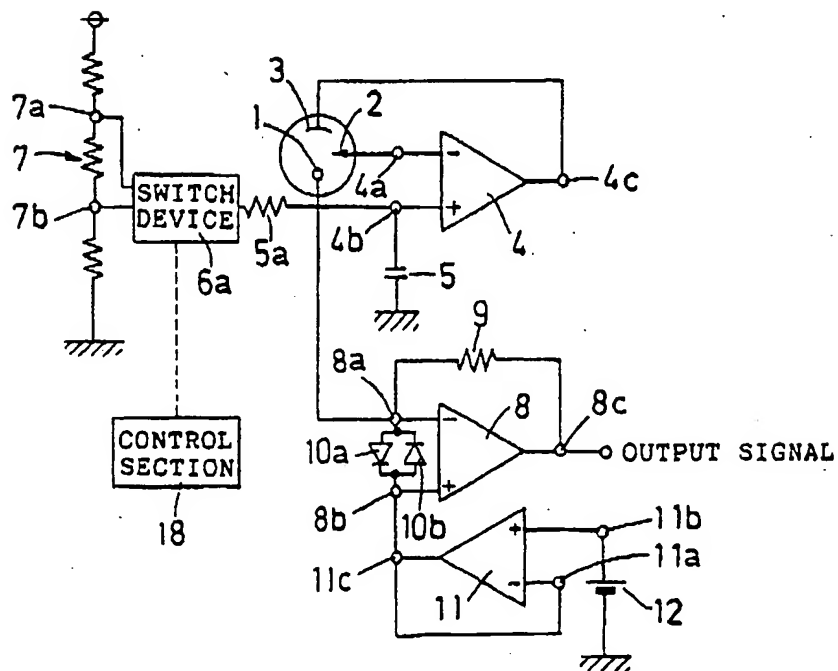 3
2
7a
1
7
SWITCH
DEVICE
4a
-
+
4
4c
7b
6a
5a
4b
5
9
8a
8
8c
-
+
CONTROL
SECTION
10a
OUTPUT SIGNAL
18
8b
10b
11b
+
-
11a
11c
11
12